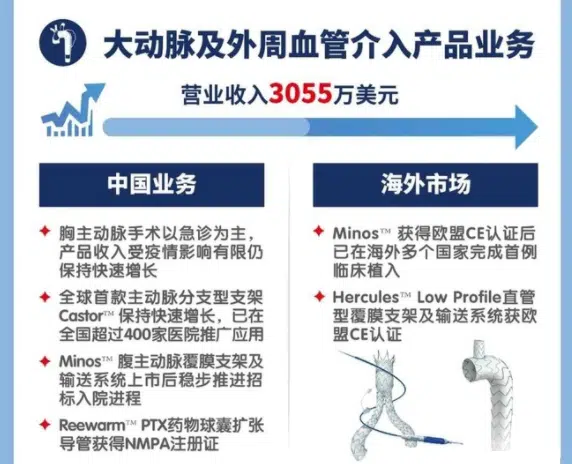 大动脉及外周血管介入产品业务
营业收入3055万美元
中国业务
胸主动脉手术以急诊为主，
产品收入受疫情影响有限仍
保持快速增长
全球首款主动脉分支型支架
Castor™ 保持快速增长，已在
全国超过400家医院推广应用
Minos™ 腹主动脉覆膜支架及
输送系统上市后稳步推进招
标入院进程
Reewarm™ PTX药物球囊扩张
导管获得NMPA注册证
海外市场
Minos™ 获得欧盟CE认证后
已在海外多个国家完成首例
临床植入
Hercules™ Low Profile直管
型覆膜支架及输送系统获欧
盟CE认证